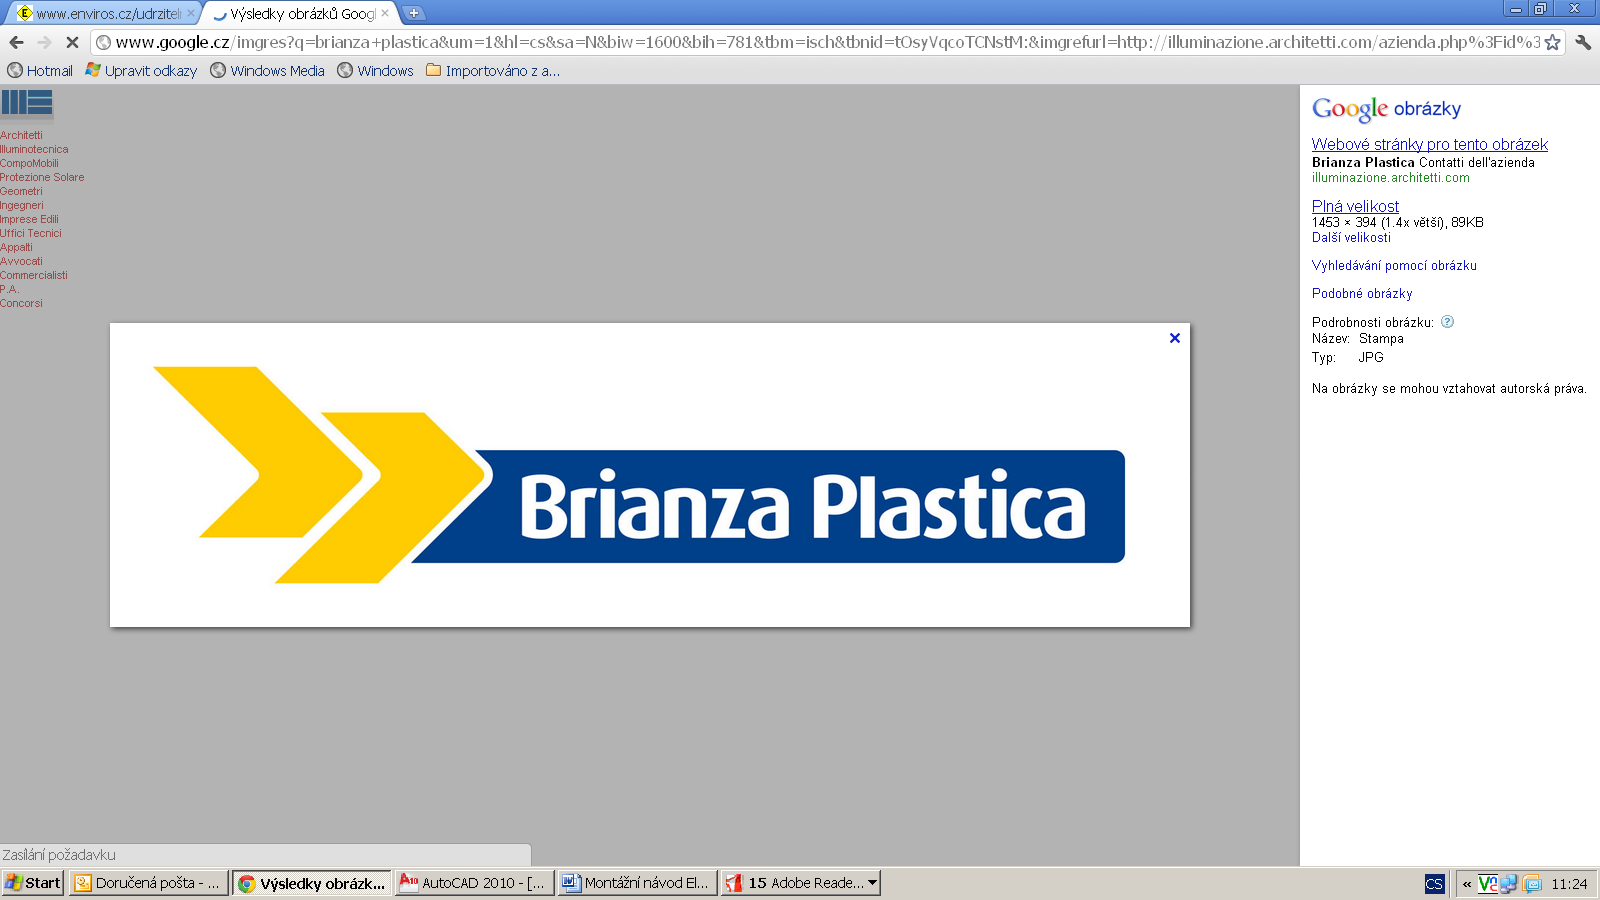 www.enviros.cz/udrziteln
Výsledky obrázků Googl
www.google.cz/imgres?q=brianza+plastica&um=1&hl=cs&sa=N&biw=1600&bih=781&tbm=isch&tbnid=tOsyVqcoTCNstM:&imgrefurl=http://illuminazione.architetti.com/azienda.php%3Fid%3
Hotmail Upravit odkazy Windows Media Windows Importováno z a...
Architetti
Illuminotecnica
CompoMobili
Protezione Solare
Geometri
Ingegneri
Imprese Edili
Uffici Tecnici
Appalti
Avvocati
Commercialisti
P.A.
Concorsi
Brianza Plastica
Google obrázky
Webové stránky pro tento obrázek
Brianza Plastica Contatti dell'azienda
illuminazione.architetti.com
Plná velikost
1453 × 394 (1.4x větší), 89KB
Další velikosti
Vyhledávání pomocí obrázku
Podobné obrázky
Podrobnosti obrázku: ?
Název: Stampa
Typ: JPG
Na obrázky se mohou vztahovat autorská práva.
Zasílání požadavku
Start Doručená pošta - ... Výsledky obrázk... AutoCAD 2010 - [... Montážní návod El... 15 Adobe Reade... CS « 11:24